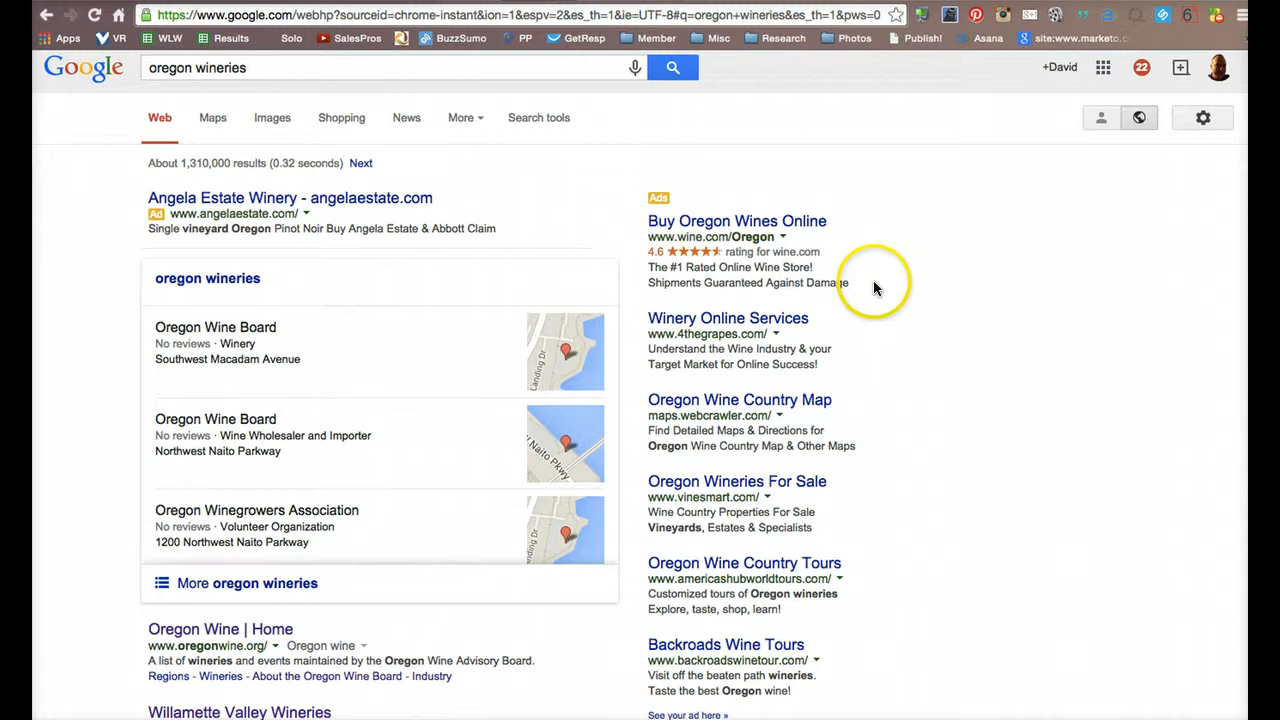 https://www.google.com/webhp?sourceid=chrome-instant&ion=1&espv=2&es_th=1&ie=UTF-8#q=oregon+wineries&es_th=1&pws=0
Apps VR WLW Results Solo SalesPros BuzzSumo PP GetResp Member Misc Research Photos Publish! Asana site:www.marketo.c
Google oregon wineries +David 22
Web Maps Images Shopping News More Search tools
About 1,310,000 results (0.32 seconds) Next
Angela Estate Winery - angelaestate.com
Ad www.angelaestate.com/
Single vineyard Oregon Pinot Noir Buy Angela Estate & Abbott Claim
oregon wineries
Oregon Wine Board
No reviews · Winery
Southwest Macadam Avenue
Landing Dr
Oregon Wine Board
No reviews · Wine Wholesaler and Importer
Northwest Naito Parkway
Naito Pkwy
Oregon Winegrowers Association
No reviews · Volunteer Organization
1200 Northwest Naito Parkway
More oregon wineries
Oregon Wine | Home
www.oregonwine.org/ Oregon wine
A list of wineries and events maintained by the Oregon Wine Advisory Board.
Regions - Wineries - About the Oregon Wine Board - Industry
Willamette Valley Wineries
Ads
Buy Oregon Wines Online
www.wine.com/Oregon
4.6 rating for wine.com
The #1 Rated Online Wine Store!
Shipments Guaranteed Against Damage
Winery Online Services
www.4thegrapes.com/
Understand the Wine Industry & your
Target Market for Online Success!
Oregon Wine Country Map
maps.webcrawler.com/
Find Detailed Maps & Directions for
Oregon Wine Country Map & Other Maps
Oregon Wineries For Sale
www.vinesmart.com/
Wine Country Properties For Sale
Vineyards, Estates & Specialists
Oregon Wine Country Tours
www.americashubworldtours.com/
Customized tours of Oregon wineries
Explore, taste, shop, learn!
Backroads Wine Tours
www.backroadswinetour.com/
Visit off the beaten path wineries.
Taste the best Oregon wine!
See your ad here »